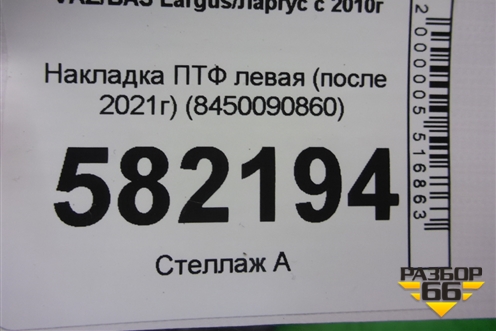 VAZ/ВАЗ Largus/Ларгус с 2010г
Накладка ПТФ левая (после
2021г) (8450090860)
582194
Стеллаж А
2000005516863
РАЗБОР
66